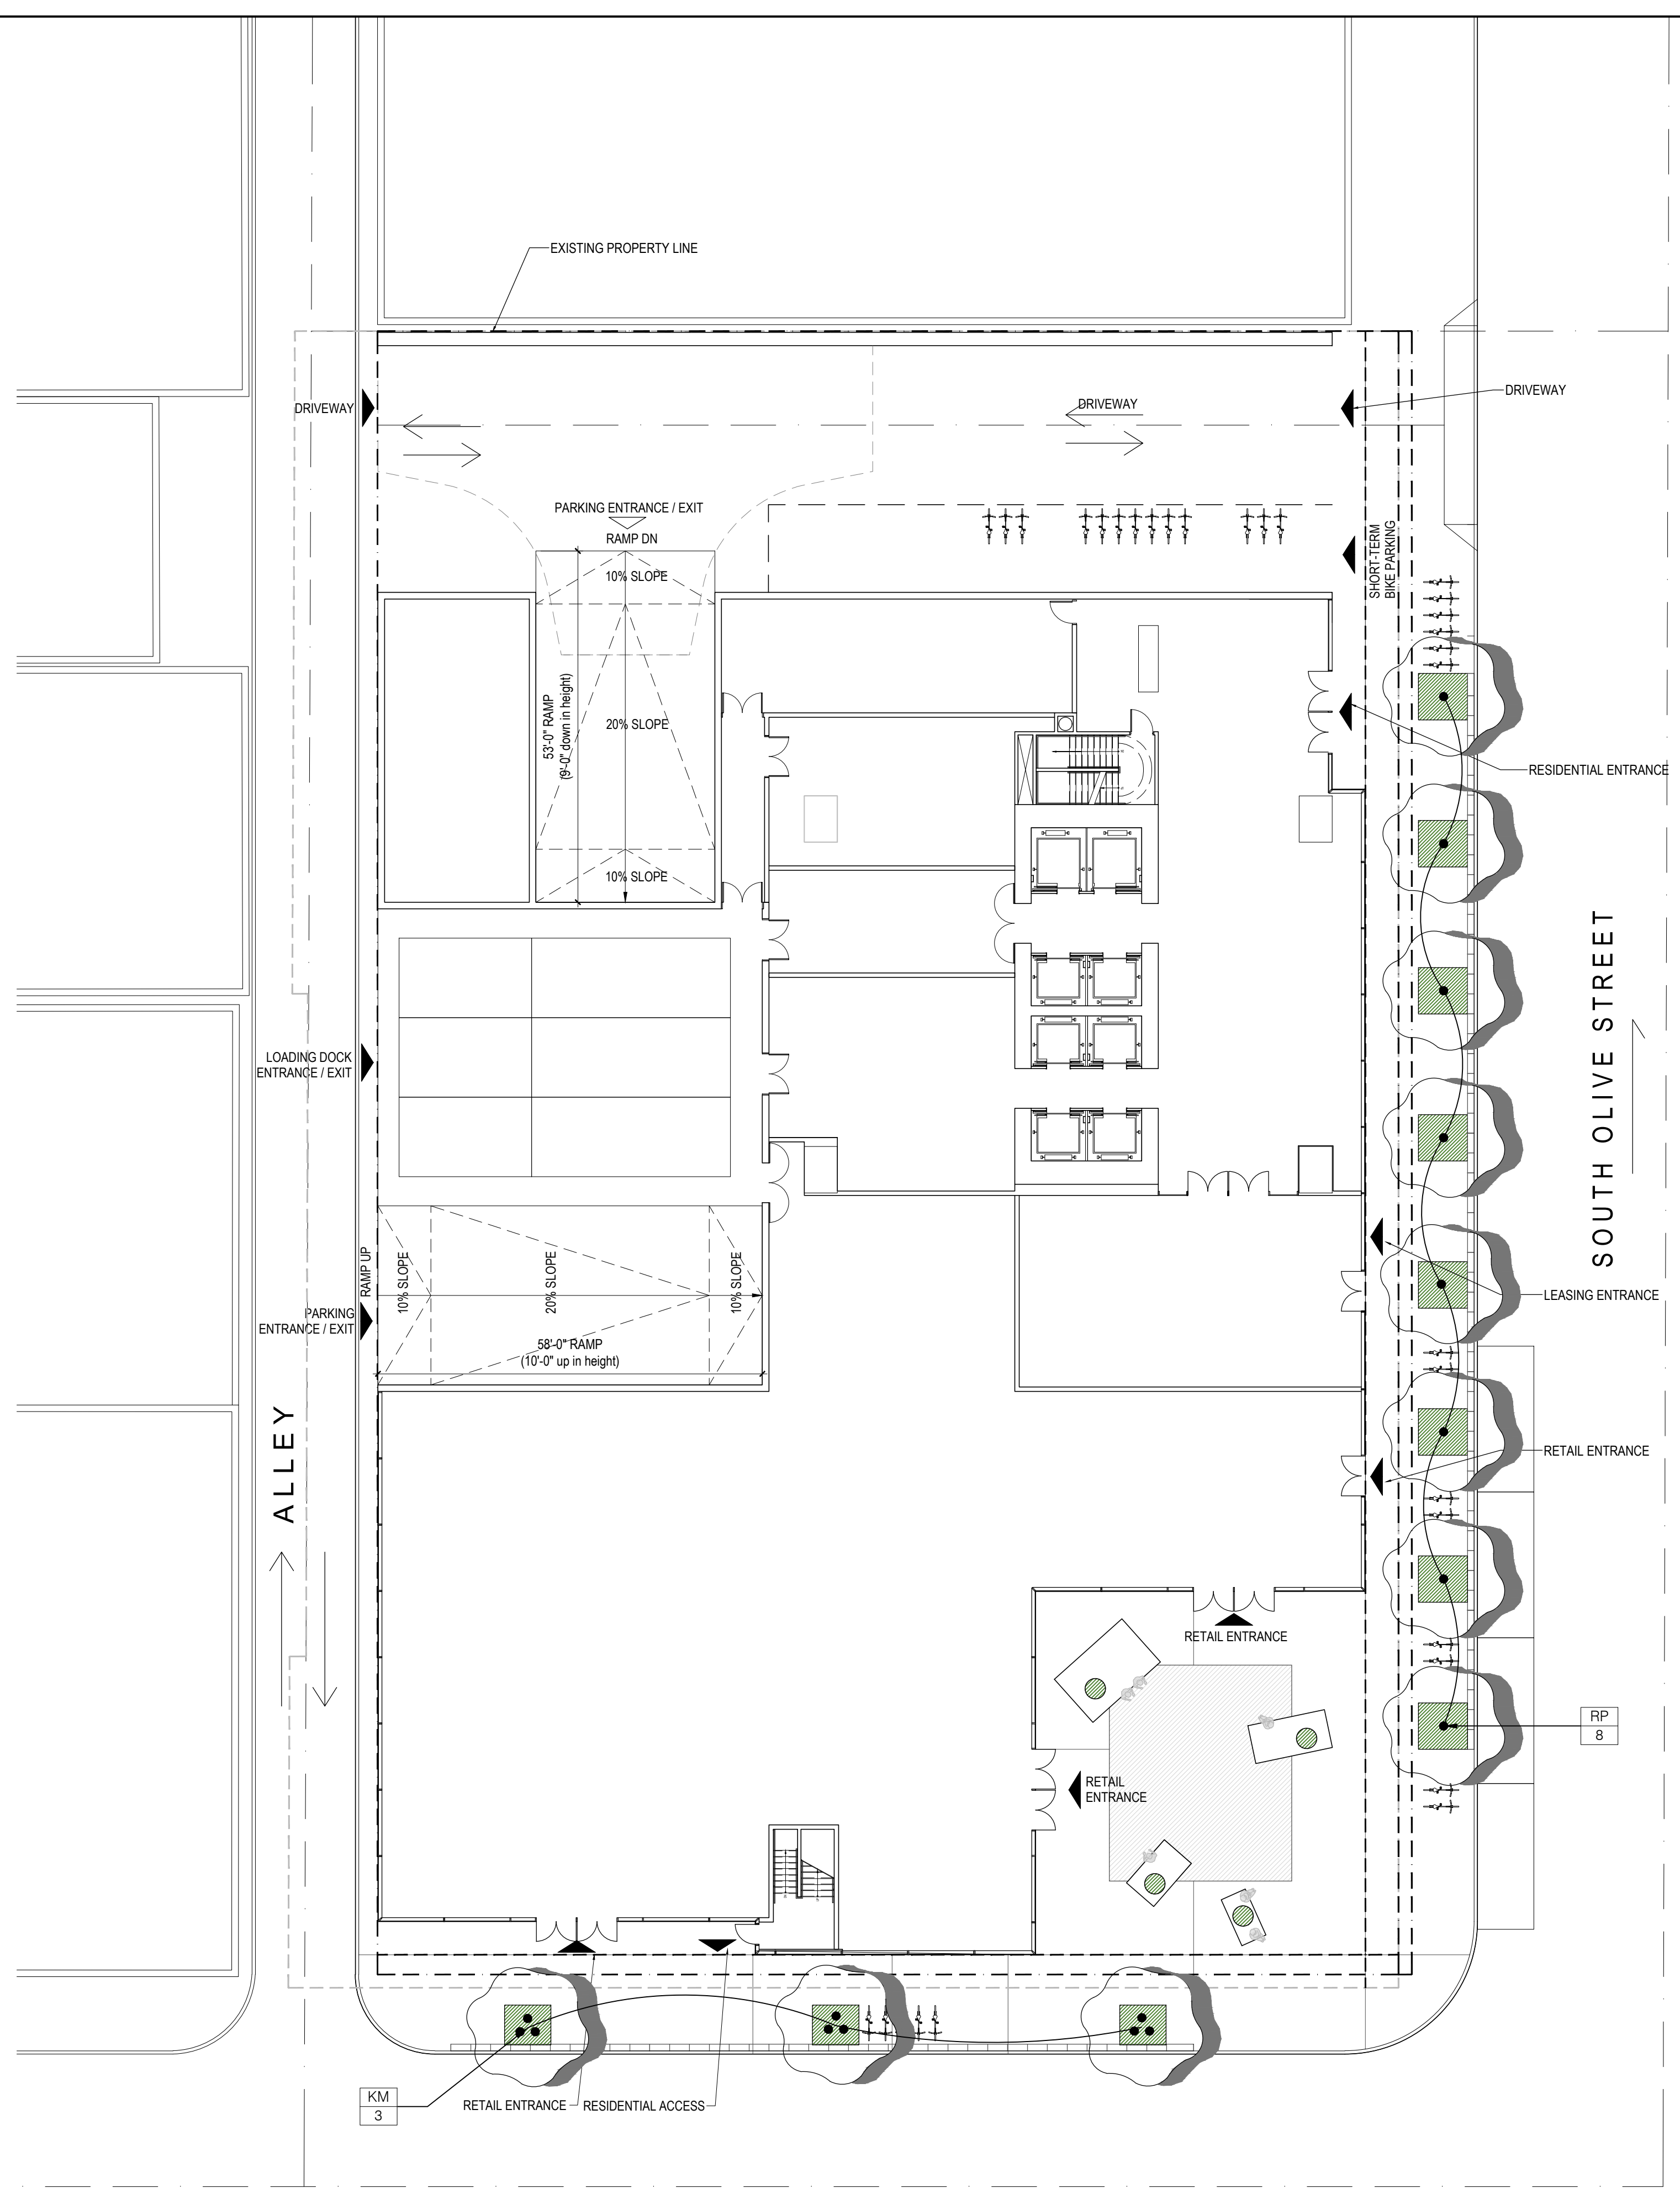 EXISTING PROPERTY LINE
DRIVEWAY
DRIVEWAY
DRIVEWAY
PARKING ENTRANCE / EXIT
RAMP DN
10% SLOPE
SHORT-TERM
BIKE PARKING
53'-0" RAMP
(9'-0" down in height)
20% SLOPE
RESIDENTIAL ENTRANCE
10% SLOPE
SOUTH OLIVE STREET
LOADING DOCK
ENTRANCE / EXIT
RAMP UP
10% SLOPE
20% SLOPE
10% SLOPE
LEASING ENTRANCE
PARKING
ENTRANCE / EXIT
58'-0" RAMP
(10'-0" up in height)
ALLEY
RETAIL ENTRANCE
RETAIL ENTRANCE
RP
8
RETAIL
ENTRANCE
KM
3
RETAIL ENTRANCE
RESIDENTIAL ACCESS